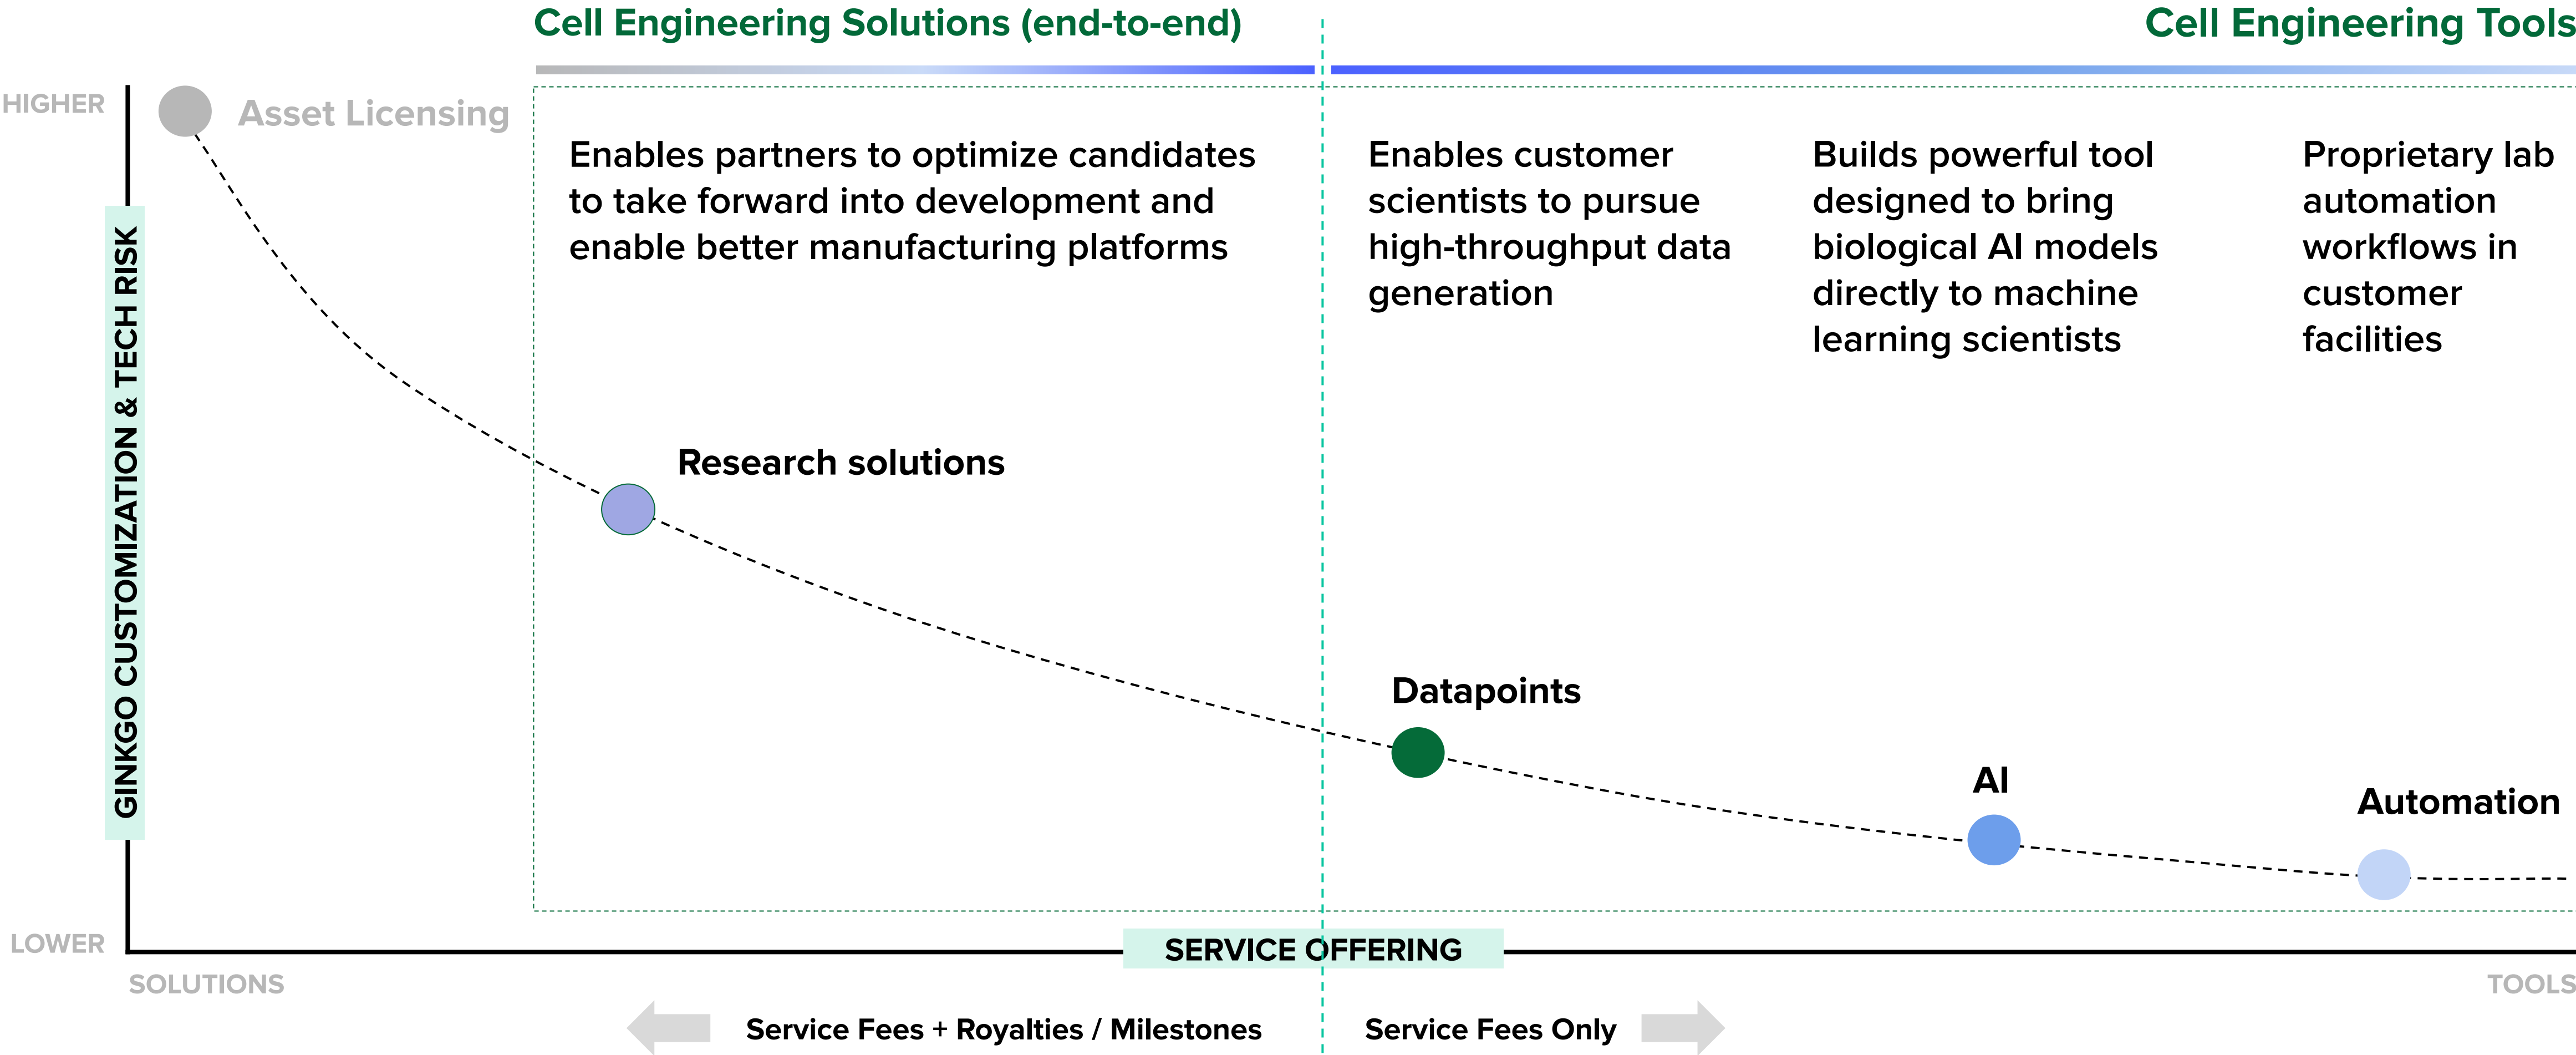 Cell Engineering Solutions (end-to-end)
Cell Engineering Tools
HIGHER
Asset Licensing
Enables partners to optimize candidates
to take forward into development and
enable better manufacturing platforms
Enables customer
scientists to pursue
high-throughput data
generation
Builds powerful tool
designed to bring
biological AI models
directly to machine
learning scientists
Proprietary lab
automation
workflows in
customer
facilities
GINKGO CUSTOMIZATION & TECH RISK
Research solutions
Datapoints
AI
Automation
LOWER
SERVICE OFFERING
SOLUTIONS
TOOLS
Service Fees + Royalties / Milestones
Service Fees Only